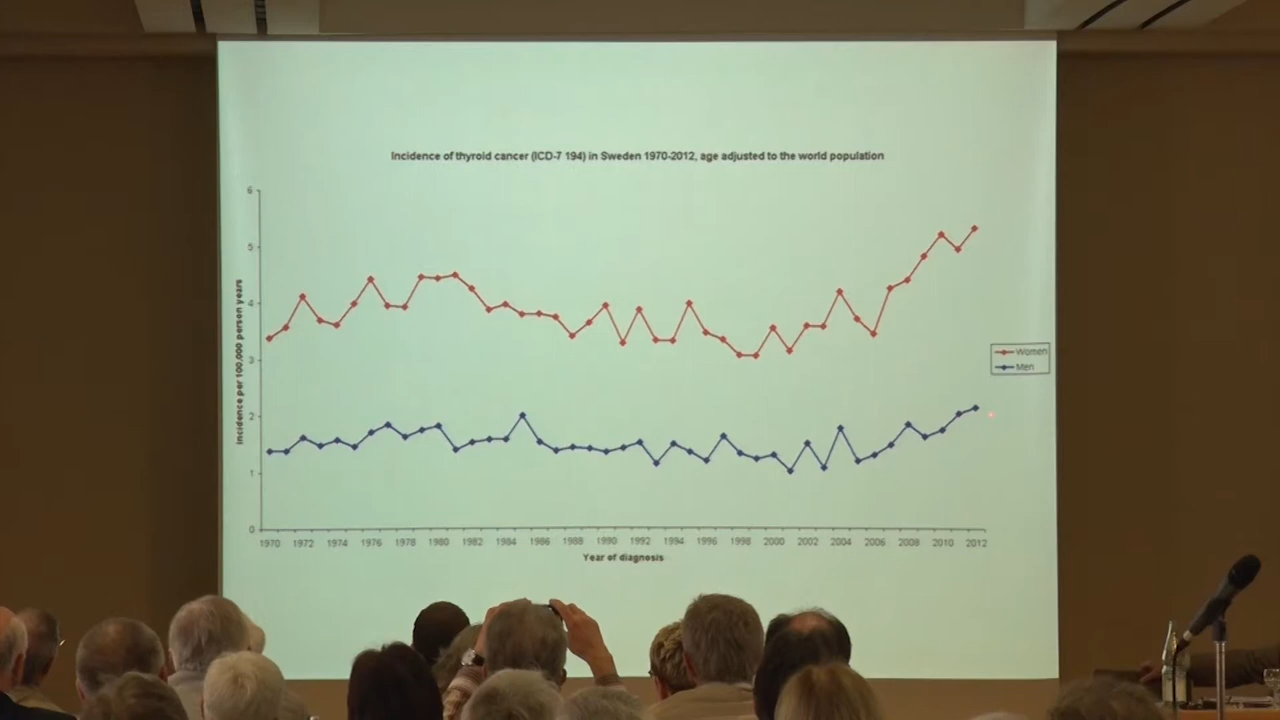 Incidence of thyroid cancer (ICD-7 194) in Sweden 1970-2012, age adjusted to the world population
Incidence per 100,000 person years
6
5
4
3
2
1
0
1970 1972 1974 1976 1978 1980 1982 1984 1986 1988 1990 1992 1994 1996 1998 2000 2002 2004 2006 2008 2010 2012
Year of diagnosis
Women
Men